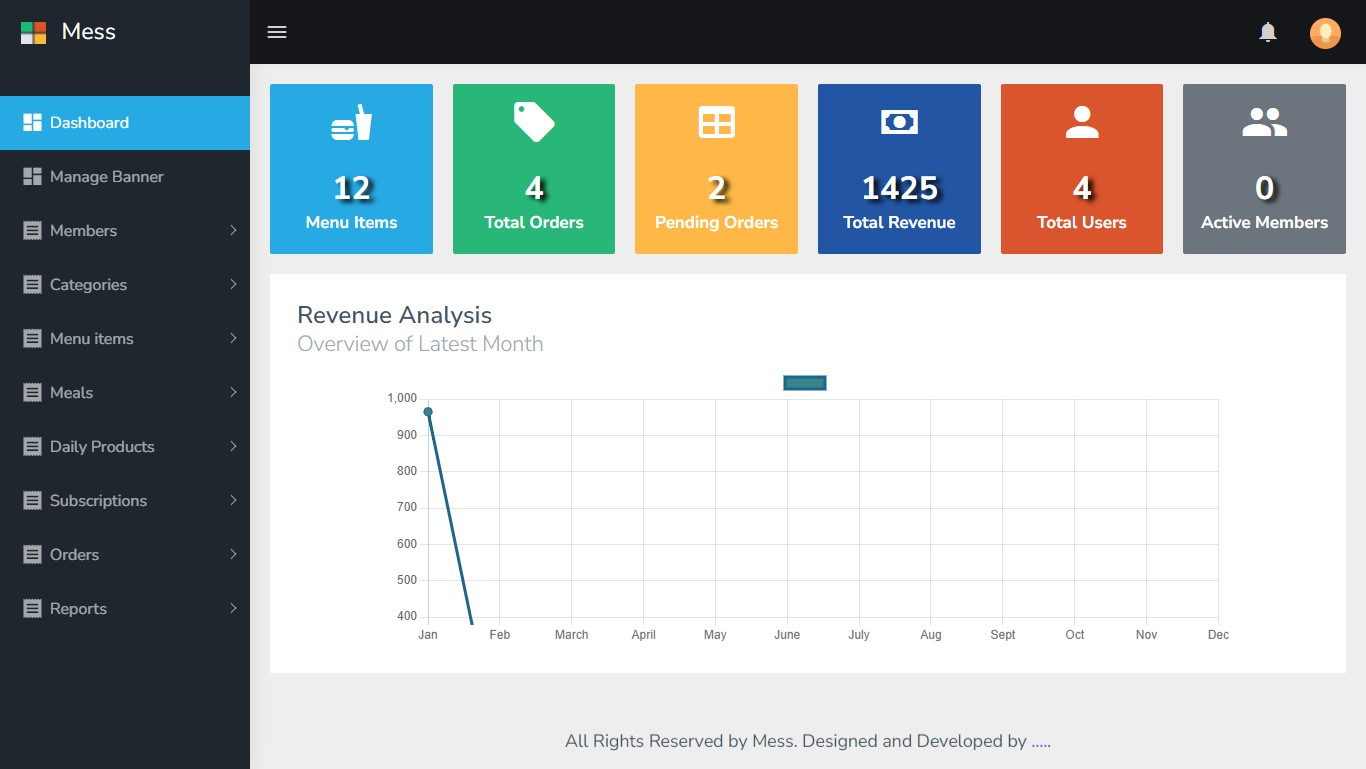 Mess
Dashboard
Manage Banner
Members
Categories
Menu items
Meals
Daily Products
Subscriptions
Orders
Reports
12
Menu Items
4
Total Orders
2
Pending Orders
1425
Total Revenue
4
Total Users
0
Active Members
Revenue Analysis
Overview of Latest Month
1,000
900
800
700
600
500
400
Jan Feb March April May June July Aug Sept Oct Nov Dec
All Rights Reserved by Mess. Designed and Developed by .....